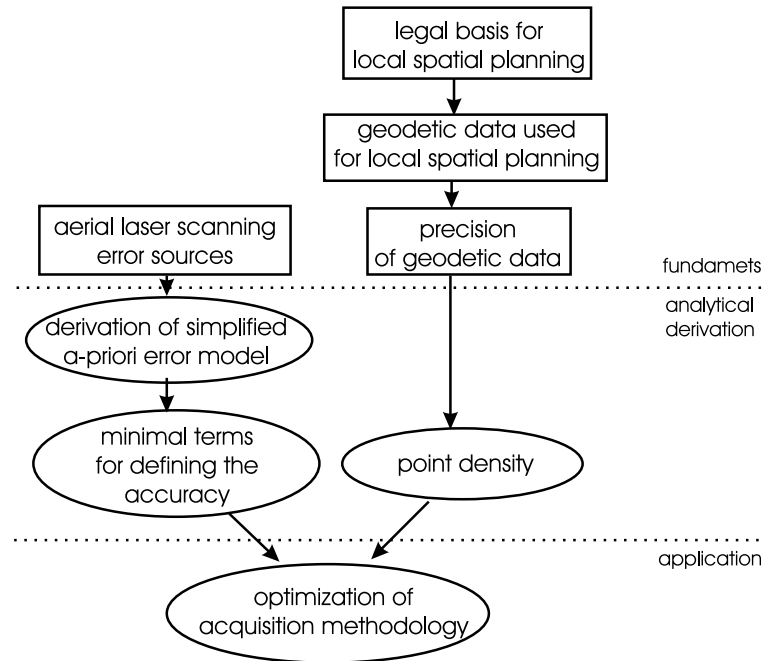 legal basis for
local spatial planning
geodetic data used
for local spatial planning
aerial laser scanning
error sources
precision
of geodetic data
fundamets
analytical
derivation
derivation of simplified
a-priori error model
minimal terms
for defining the
accuracy
point density
application
optimization of
acquisition methodology